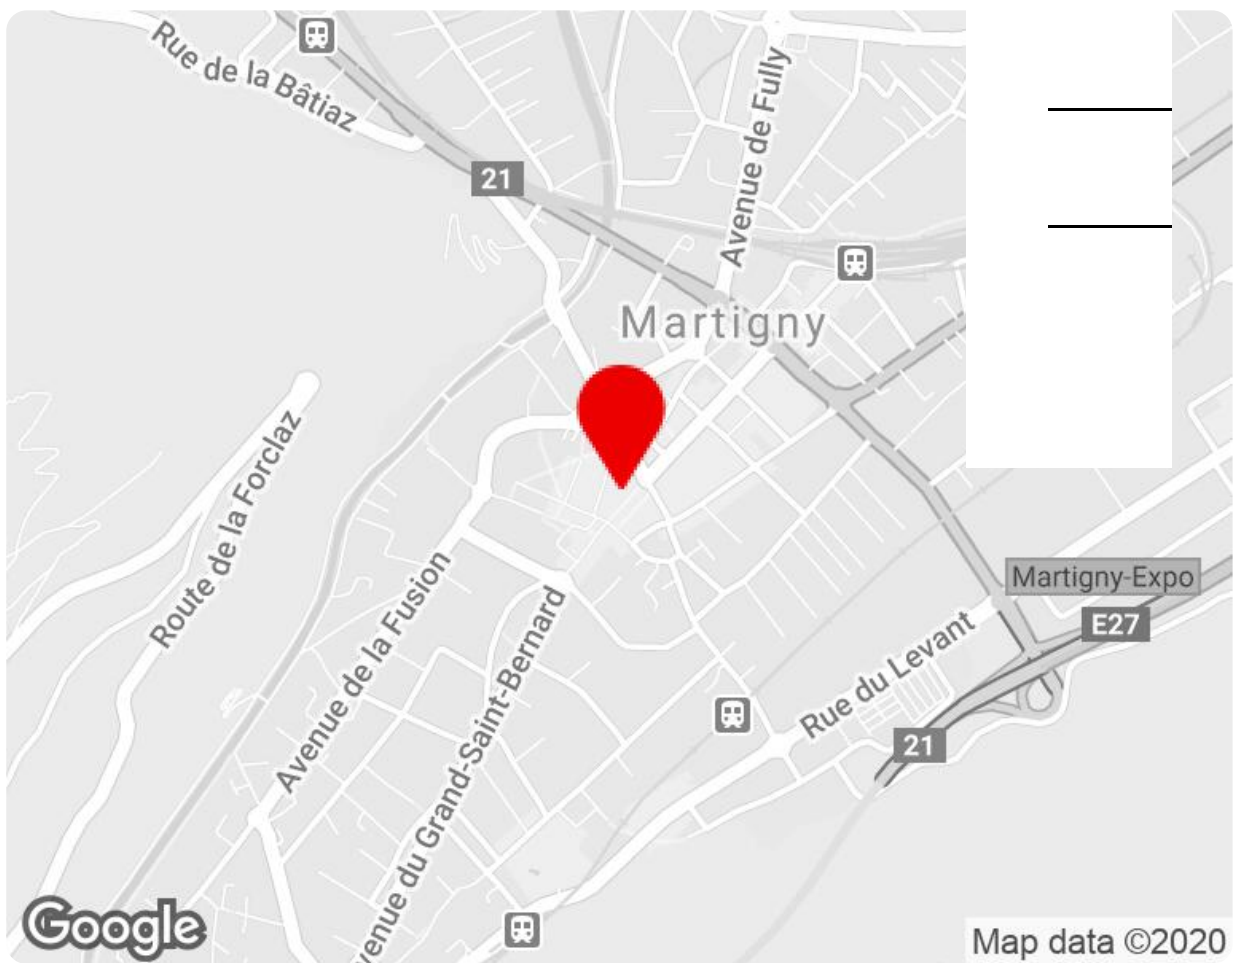 Rue de la Bâtiaz
Avenue de Fully
21
Martigny
Route de la Forclaz
Martigny-Expo
E27
Avenue de la Fusion
Rue du Levant
venue du Grand-Saint-Bernard
21
Google
Map data ©2020